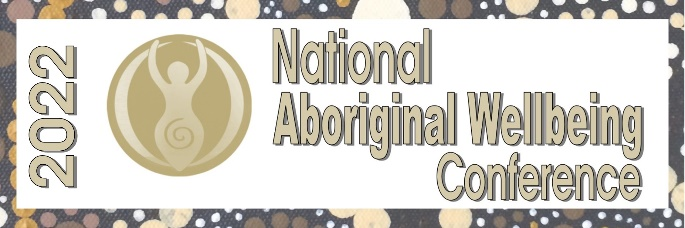 2022
National
Aboriginal Wellbeing
Conference